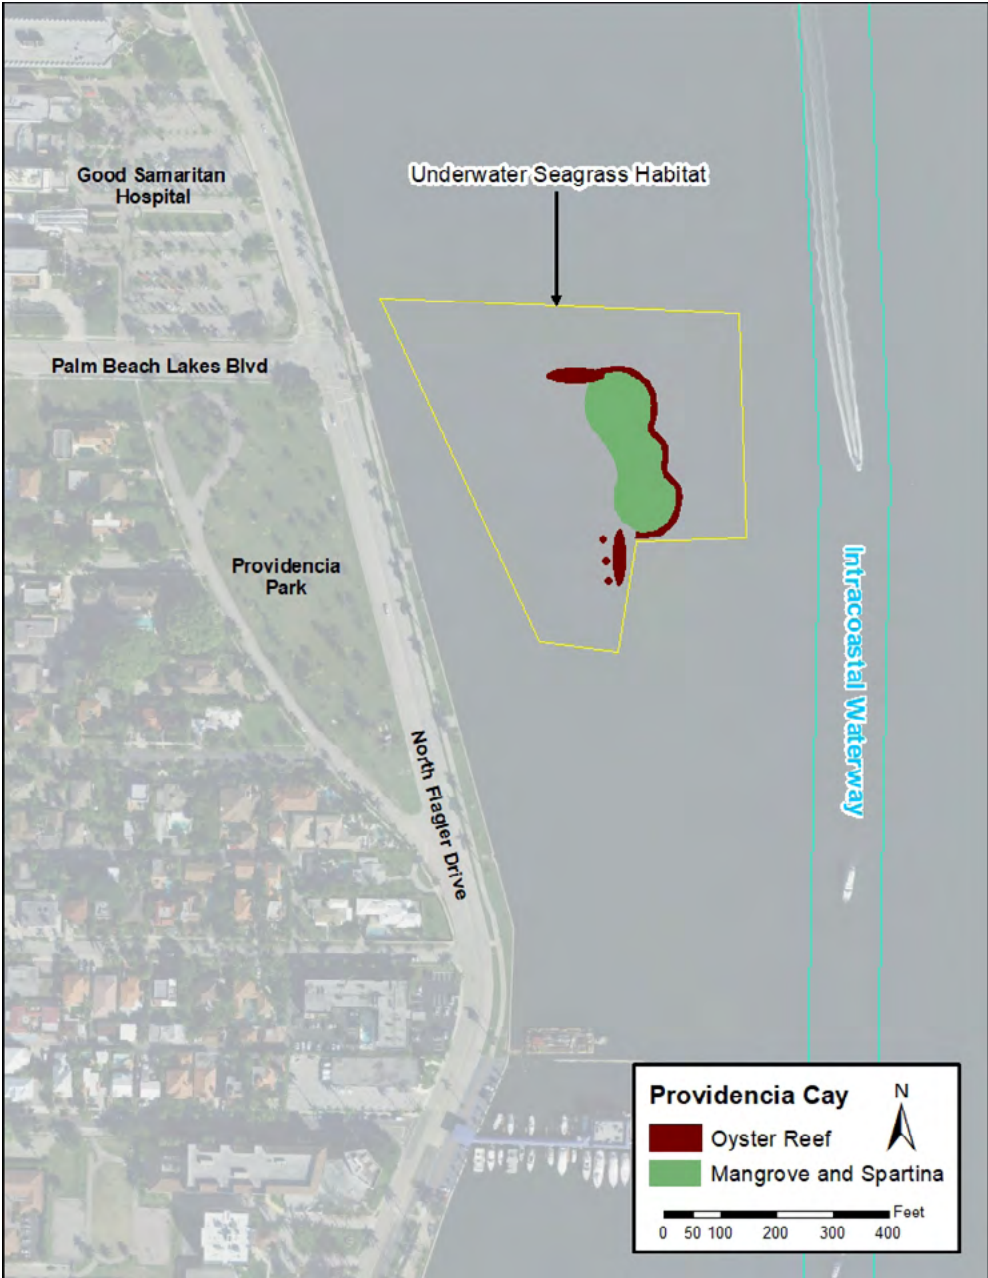 Underwater Seagrass Habitat
Good Samaritan
Hospital
Palm Beach Lakes Blvd
Providencia
Park
North Flagler Drive
Intracoastal Waterway
Providencia Cay
N
Oyster Reef
Mangrove and Spartina
Feet
0 50 100 200 300 400